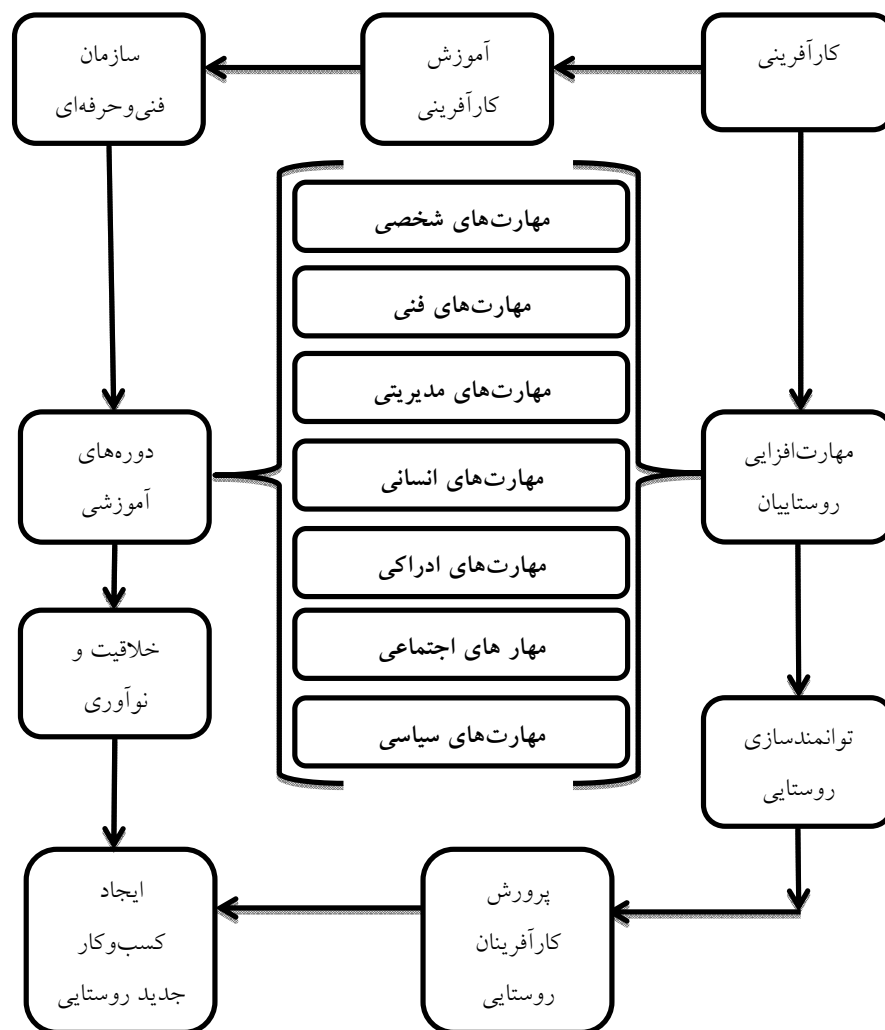 کارآفرینی
آموزش
کارآفرینی
سازمان
فنی‌وحرفه‌ای
مهارت‌های شخصی
مهارت‌های فنی
مهارت‌های مدیریتی
مهارت‌های انسانی
مهارت‌های ادراکی
مهار های اجتماعی
مهارت‌های سیاسی
مهارت‌افزایی
روستاییان
دوره‌های
آموزشی
خلاقیت و
نوآوری
توانمندسازی
روستایی
پرورش
کارآفرینان
روستایی
ایجاد
کسب‌وکار
جدید روستایی